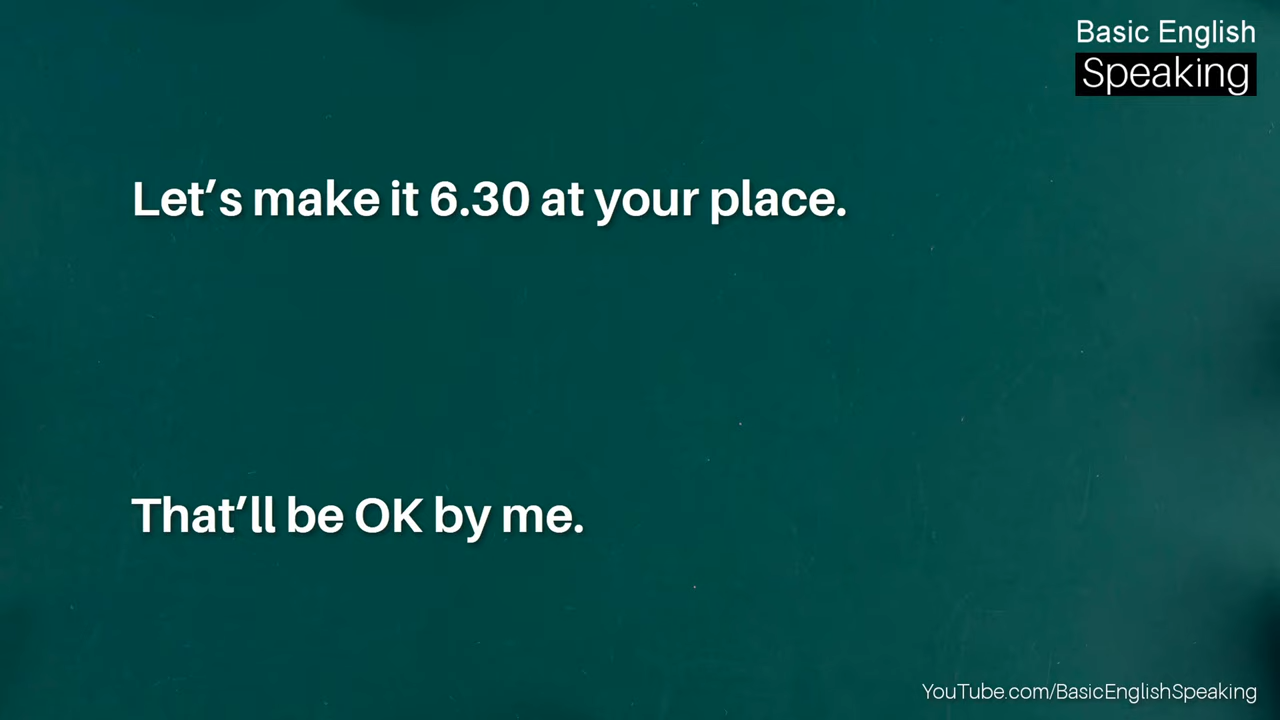 Basic English
Speaking
Let’s make it 6.30 at your place.
That’ll be OK by me.
YouTube.com/BasicEnglishSpeaking